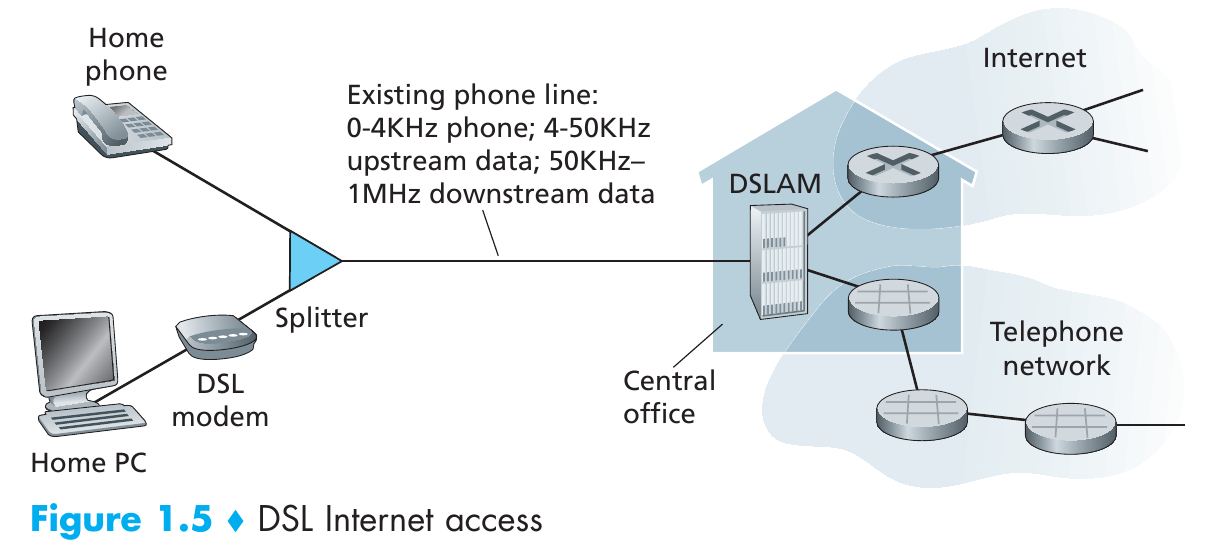 Home
phone
Existing phone line:
0-4KHz phone; 4-50KHz
upstream data; 50KHz–
1MHz downstream data
Internet
DSLAM
Splitter
DSL
modem
Home PC
Central
office
Telephone
network
Figure 1.5 ♦ DSL Internet access